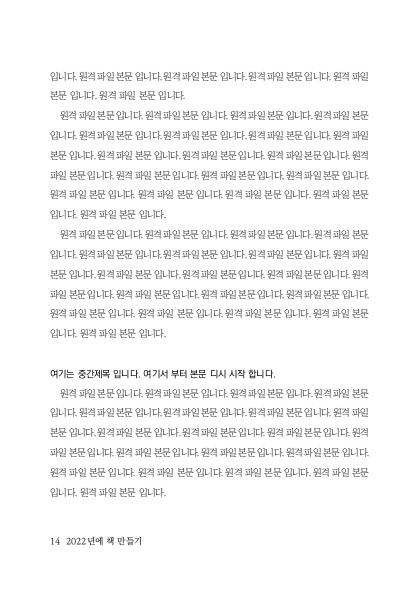 입니다. 원격 파일 본문 입니다. 원격 파일 본문 입니다. 원격 파일 본문 입니다. 원격 파일
본문 입니다. 원격 파일 본문 입니다.
원격 파일 본문 입니다. 원격 파일 본문 입니다. 원격 파일 본문 입니다. 원격 파일 본문
입니다. 원격 파일 본문 입니다. 원격 파일 본문 입니다. 원격 파일 본문 입니다. 원격 파일
본문 입니다. 원격 파일 본문 입니다. 원격 파일 본문 입니다. 원격 파일 본문 입니다. 원격
파일 본문 입니다. 원격 파일 본문 입니다. 원격 파일 본문 입니다. 원격 파일 본문 입니다.
원격 파일 본문 입니다. 원격 파일 본문 입니다. 원격 파일 본문 입니다. 원격 파일 본문
입니다. 원격 파일 본문 입니다.
원격 파일 본문 입니다. 원격 파일 본문 입니다. 원격 파일 본문 입니다. 원격 파일 본문
입니다. 원격 파일 본문 입니다. 원격 파일 본문 입니다. 원격 파일 본문 입니다. 원격 파일
본문 입니다. 원격 파일 본문 입니다. 원격 파일 본문 입니다. 원격 파일 본문 입니다. 원격
파일 본문 입니다. 원격 파일 본문 입니다. 원격 파일 본문 입니다. 원격 파일 본문 입니다.
원격 파일 본문 입니다. 원격 파일 본문 입니다. 원격 파일 본문 입니다. 원격 파일 본문
입니다. 원격 파일 본문 입니다.
여기는 중간제목 입니다. 여기서 부터 본문 디시 시작 합니다.
원격 파일 본문 입니다. 원격 파일 본문 입니다. 원격 파일 본문 입니다. 원격 파일 본문
입니다. 원격 파일 본문 입니다. 원격 파일 본문 입니다. 원격 파일 본문 입니다. 원격 파일
본문 입니다. 원격 파일 본문 입니다. 원격 파일 본문 입니다. 원격 파일 본문 입니다. 원격
파일 본문 입니다. 원격 파일 본문 입니다. 원격 파일 본문 입니다. 원격 파일 본문 입니다.
원격 파일 본문 입니다. 원격 파일 본문 입니다. 원격 파일 본문 입니다. 원격 파일 본문
입니다. 원격 파일 본문 입니다.
14 2022년에 책 만들기